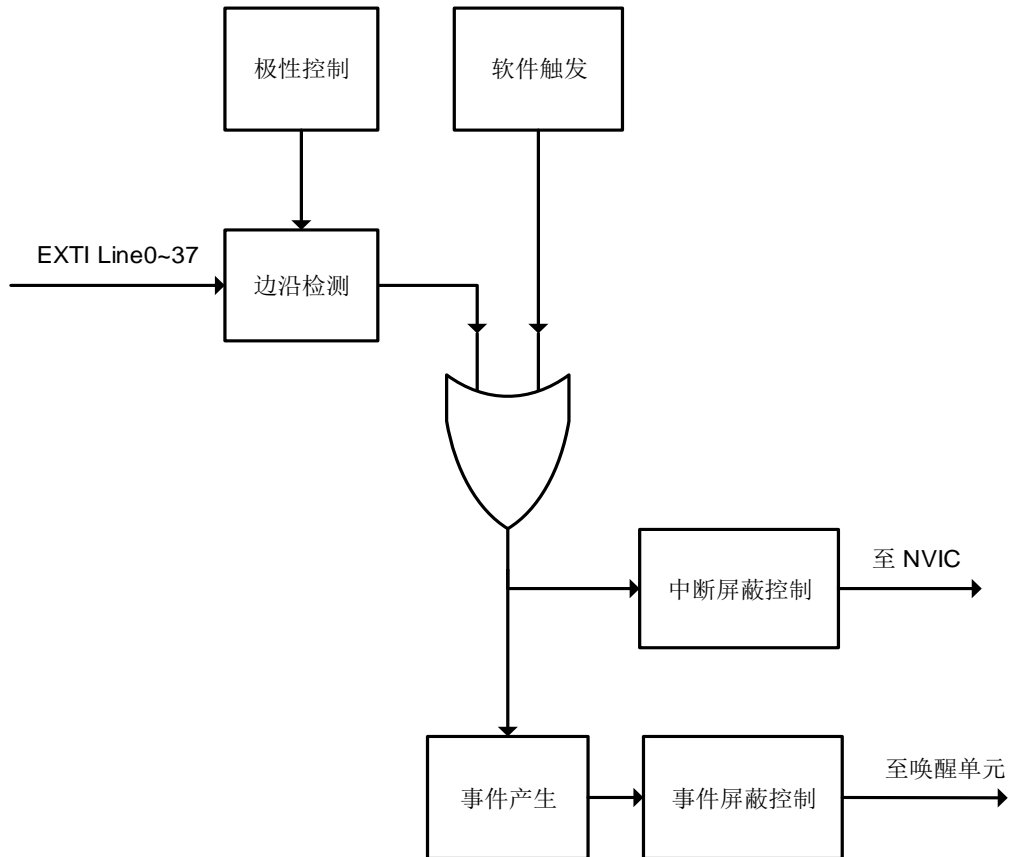 极性控制
软件触发
EXTI Line0~37
边沿检测
中断屏蔽控制
至 NVIC
事件产生
事件屏蔽控制
至唤醒单元